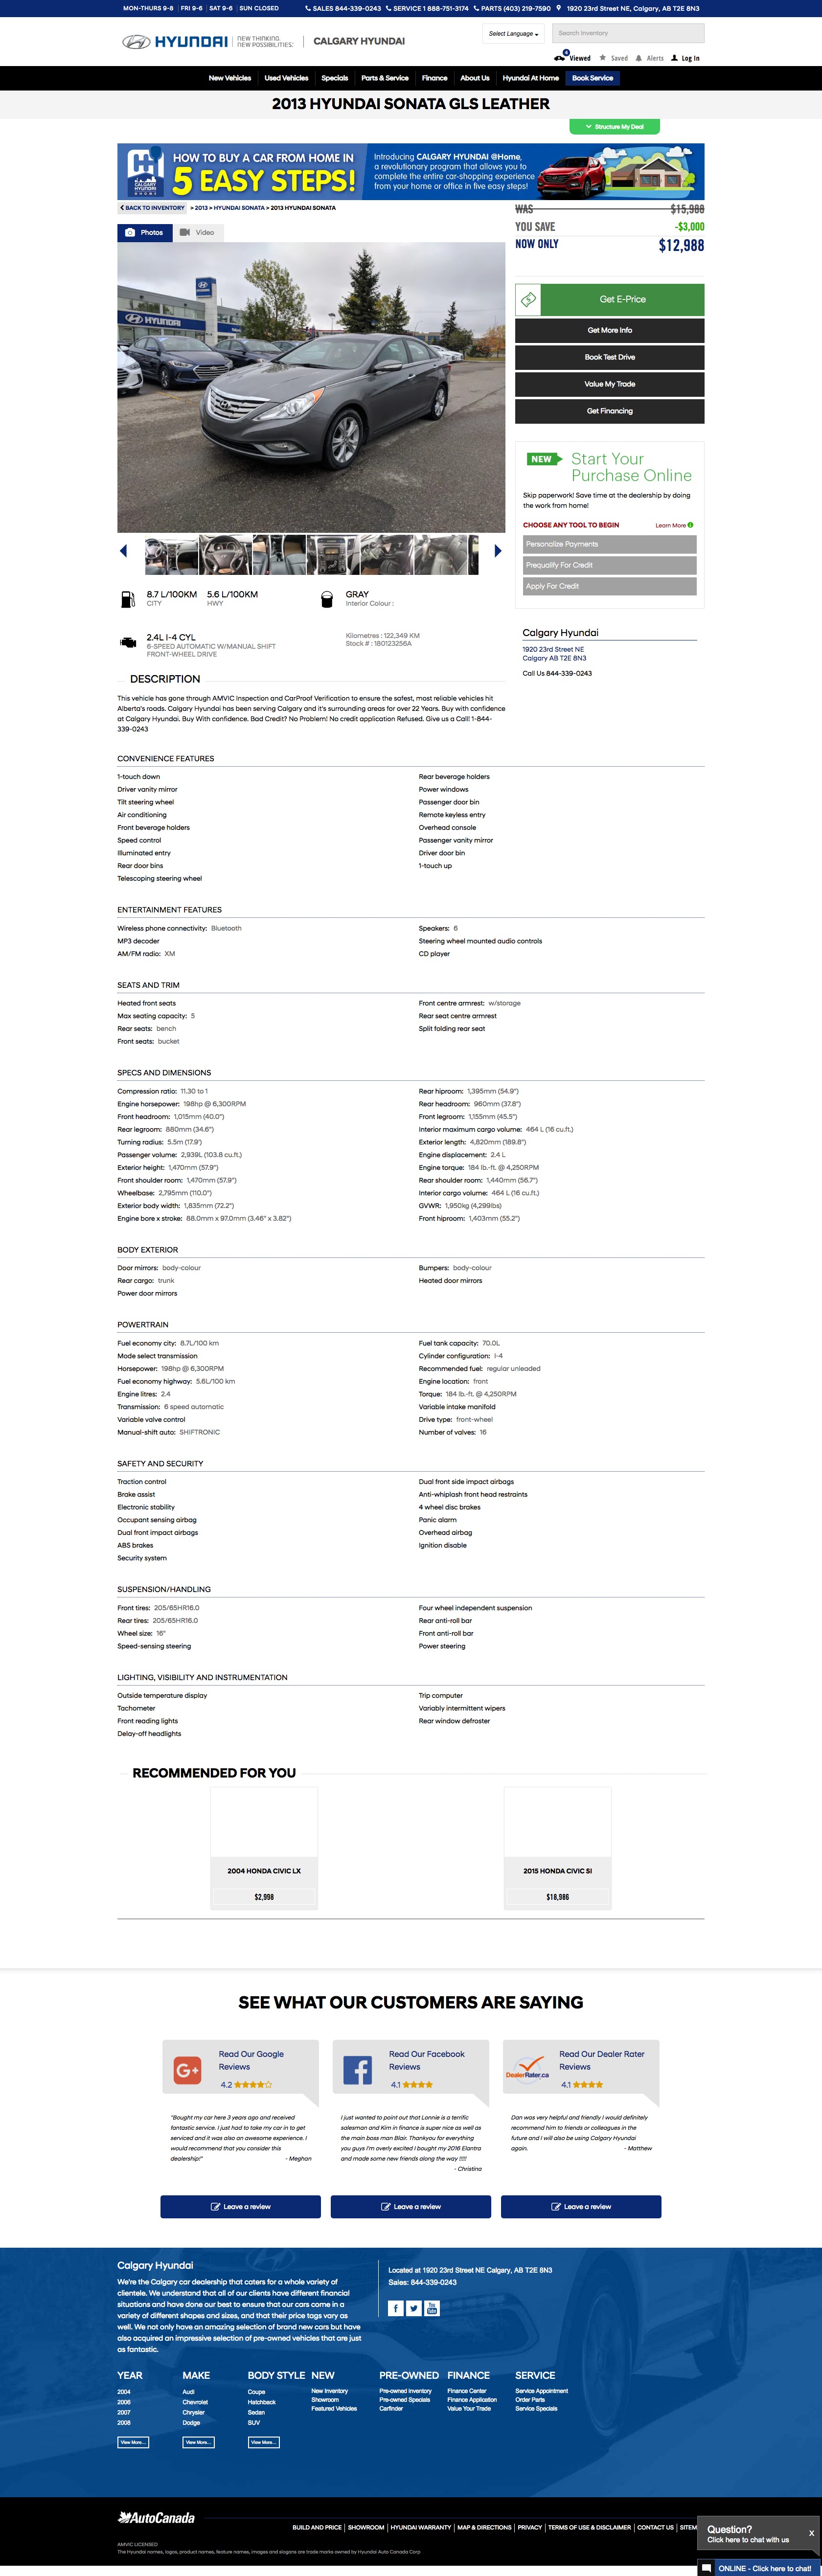 MON-THURS 9-8 FRI 9-6 SAT 9-6 SUN CLOSED SALES 844-339-0243 SERVICE 1 888-751-3174 PARTS (403) 219-7590 1920 23rd Street NE, Calgary, AB T2E 8N3
HYUNDAI NEW THINKING. NEW POSSIBILITIES. CALGARY HYUNDAI
Select Language Search Inventory
4 Viewed Saved Alerts Log In
New Vehicles Used Vehicles Specials Parts & Service Finance About Us Hyundai At Home Book Service
2013 HYUNDAI SONATA GLS LEATHER
Structure My Deal
CALGARY HYUNDAI
HOW TO BUY A CAR FROM HOME IN
5 EASY STEPS!
Introducing CALGARY HYUNDAI @Home,
a revolutionary program that allows you to
complete the entire car-shopping experience
from your home or office in five easy steps!
BACK TO INVENTORY > 2013 > HYUNDAI SONATA > 2013 HYUNDAI SONATA
WAS $15,988
YOU SAVE -$3,000
NOW ONLY $12,988
Photos Video
HYUNDAI
Get E-Price
Get More Info
Book Test Drive
Value My Trade
Get Financing
NEW Start Your
Purchase Online
Skip paperwork! Save time at the dealership by doing
the work from home!
CHOOSE ANY TOOL TO BEGIN Learn More
Personalize Payments
Prequalify For Credit
Apply For Credit
8.7 L/100KM 5.6 L/100KM GRAY
CITY HWY Interior Colour :
2.4L I-4 CYL
6-SPEED AUTOMATIC W/MANUAL SHIFT
FRONT-WHEEL DRIVE
Kilometres : 122,349 KM
Stock # : 180123256A
Calgary Hyundai
1920 23rd Street NE
Calgary AB T2E 8N3
Call Us 844-339-0243
DESCRIPTION
This vehicle has gone through AMVIC Inspection and CarProof Verification to ensure the safest, most reliable vehicles hit
Alberta's roads. Calgary Hyundai has been serving Calgary and it's surrounding areas for over 22 Years. Buy with confidence
at Calgary Hyundai. Buy With confidence. Bad Credit? No Problem! No credit application Refused. Give us a Call! 1-844-
339-0243
CONVENIENCE FEATURES
1-touch down Rear beverage holders
Driver vanity mirror Power windows
Tilt steering wheel Passenger door bin
Air conditioning Remote keyless entry
Front beverage holders Overhead console
Speed control Passenger vanity mirror
Illuminated entry Driver door bin
Rear door bins 1-touch up
Telescoping steering wheel
ENTERTAINMENT FEATURES
Wireless phone connectivity: Bluetooth Speakers: 6
MP3 decoder Steering wheel mounted audio controls
AM/FM radio: XM CD player
SEATS AND TRIM
Heated front seats Front centre armrest: w/storage
Max seating capacity: 5 Rear seat centre armrest
Rear seats: bench Split folding rear seat
Front seats: bucket
SPECS AND DIMENSIONS
Compression ratio: 11.30 to 1 Rear hiproom: 1,395mm (54.9")
Engine horsepower: 198hp @ 6,300RPM Rear headroom: 960mm (37.8")
Front headroom: 1,015mm (40.0") Front legroom: 1,155mm (45.5")
Rear legroom: 880mm (34.6") Interior maximum cargo volume: 464 L (16 cu.ft.)
Turning radius: 5.5m (17.9') Exterior length: 4,820mm (189.8")
Passenger volume: 2,939L (103.8 cu.ft.) Engine displacement: 2.4 L
Exterior height: 1,470mm (57.9") Engine torque: 184 lb.-ft. @ 4,250RPM
Front shoulder room: 1,470mm (57.9") Rear shoulder room: 1,440mm (56.7")
Wheelbase: 2,795mm (110.0") Interior cargo volume: 464 L (16 cu.ft.)
Exterior body width: 1,835mm (72.2") GVWR: 1,950kg (4,299lbs)
Engine bore x stroke: 88.0mm x 97.0mm (3.46" x 3.82") Front hiproom: 1,403mm (55.2")
BODY EXTERIOR
Door mirrors: body-colour Bumpers: body-colour
Rear cargo: trunk Heated door mirrors
Power door mirrors
POWERTRAIN
Fuel economy city: 8.7L/100 km Fuel tank capacity: 70.0L
Mode select transmission Cylinder configuration: I-4
Horsepower: 198hp @ 6,300RPM Recommended fuel: regular unleaded
Fuel economy highway: 5.6L/100 km Engine location: front
Engine litres: 2.4 Torque: 184 lb.-ft. @ 4,250RPM
Transmission: 6 speed automatic Variable intake manifold
Variable valve control Drive type: front-wheel
Manual-shift auto: SHIFTRONIC Number of valves: 16
SAFETY AND SECURITY
Traction control Dual front side impact airbags
Brake assist Anti-whiplash front head restraints
Electronic stability 4 wheel disc brakes
Occupant sensing airbag Panic alarm
Dual front impact airbags Overhead airbag
ABS brakes Ignition disable
Security system
SUSPENSION/HANDLING
Front tires: 205/65HR16.0 Four wheel independent suspension
Rear tires: 205/65HR16.0 Rear anti-roll bar
Wheel size: 16" Front anti-roll bar
Speed-sensing steering Power steering
LIGHTING, VISIBILITY AND INSTRUMENTATION
Outside temperature display Trip computer
Tachometer Variably intermittent wipers
Front reading lights Rear window defroster
Delay-off headlights
RECOMMENDED FOR YOU
2004 HONDA CIVIC LX 2015 HONDA CIVIC SI
$2,998 $18,986
SEE WHAT OUR CUSTOMERS ARE SAYING
Read Our Google
Reviews
4.2
"Bought my car here 3 years ago and received
fantastic service. I just had to take my car in to get
serviced and it was also an awesome experience. I
would recommend that you consider this
dealership!" - Meghan
Leave a review
Read Our Facebook
Reviews
4.1
I just wanted to point out that Lonnie is a terrific
salesman and Kim in finance is super nice as well as
the main boss man Blair. Thankyou for everything
you guys I'm overly excited I bought my 2016 Elantra
and made some new friends along the way !!!!!
- Christina
Leave a review
DealerRater.ca
Read Our Dealer Rater
Reviews
4.1
Dan was very helpful and friendly I would definitely
recommend him to friends or colleagues in the
future and I will also be using Calgary Hyundai
again. - Matthew
Leave a review
Calgary Hyundai
We're the Calgary car dealership that caters for a whole variety of
clientele. We understand that all of our clients have different financial
situations and have done our best to ensure that our cars come in a
variety of different shapes and sizes, and that their price tags vary as
well. We not only have an amazing selection of brand new cars but have
also acquired an impressive selection of pre-owned vehicles that are just
as fantastic.
Located at 1920 23rd Street NE Calgary, AB T2E 8N3
Sales: 844-339-0243
YEAR MAKE BODY STYLE NEW PRE-OWNED FINANCE SERVICE
2004 Audi Coupe New Inventory Pre-owned Inventory Finance Center Service Appointment
2006 Chevrolet Hatchback Showroom Pre-owned Specials Finance Application Order Parts
2007 Chrysler Sedan Featured Vehicles Carfinder Value Your Trade Service Specials
2008 Dodge SUV
View More... View More... View More...
AutoCanada
BUILD AND PRICE SHOWROOM HYUNDAI WARRANTY MAP & DIRECTIONS PRIVACY TERMS OF USE & DISCLAIMER CONTACT US SITEM
AMVIC LICENSED
The Hyundai names, logos, product names, feature names, images and slogans are trade marks owned by Hyundai Auto Canada Corp
Question? X
Click here to chat with us
ONLINE - Click here to chat!